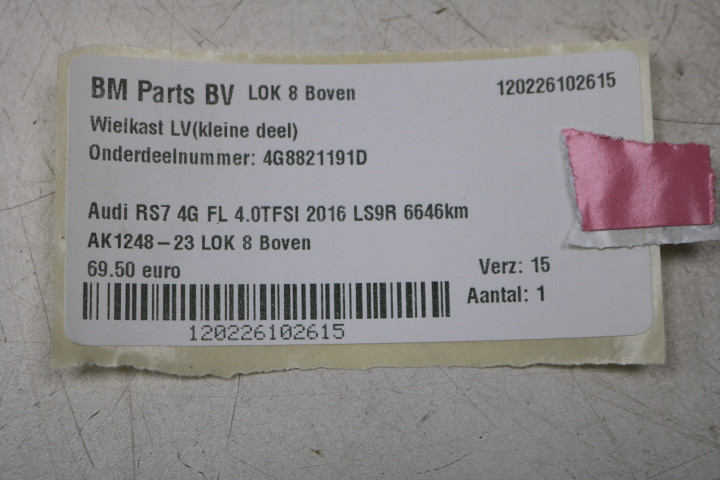 BM Parts BV LOK 8 Boven 120226102615
Wielkast LV(kleine deel)
Onderdeelnummer: 4G8821191D
Audi RS7 4G FL 4.0TFSI 2016 LS9R 6646km
AK1248-23 LOK 8 Boven
69.50 euro Verz: 15
Aantal: 1
120226102615